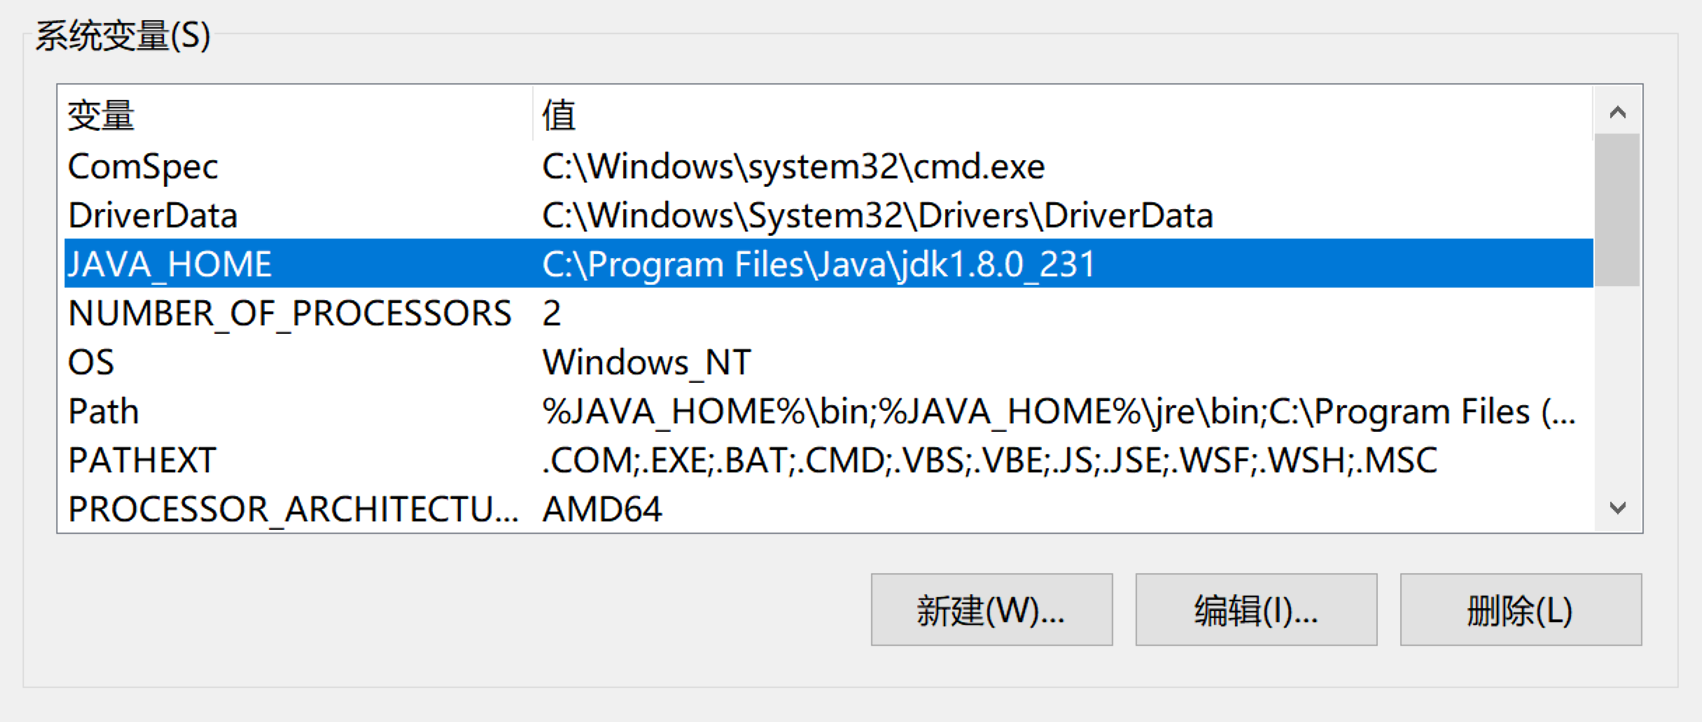 系统变量(S)
变量 值
ComSpec C:\Windows\system32\cmd.exe
DriverData C:\Windows\System32\Drivers\DriverData
JAVA_HOME C:\Program Files\Java\jdk1.8.0_231
NUMBER_OF_PROCESSORS 2
OS Windows_NT
Path %JAVA_HOME%\bin;%JAVA_HOME%\jre\bin;C:\Program Files (...
PATHEXT .COM;.EXE;.BAT;.CMD;.VBS;.VBE;.JS;.JSE;.WSF;.WSH;.MSC
PROCESSOR_ARCHITECTU... AMD64
新建(W)... 编辑(I)... 删除(L)